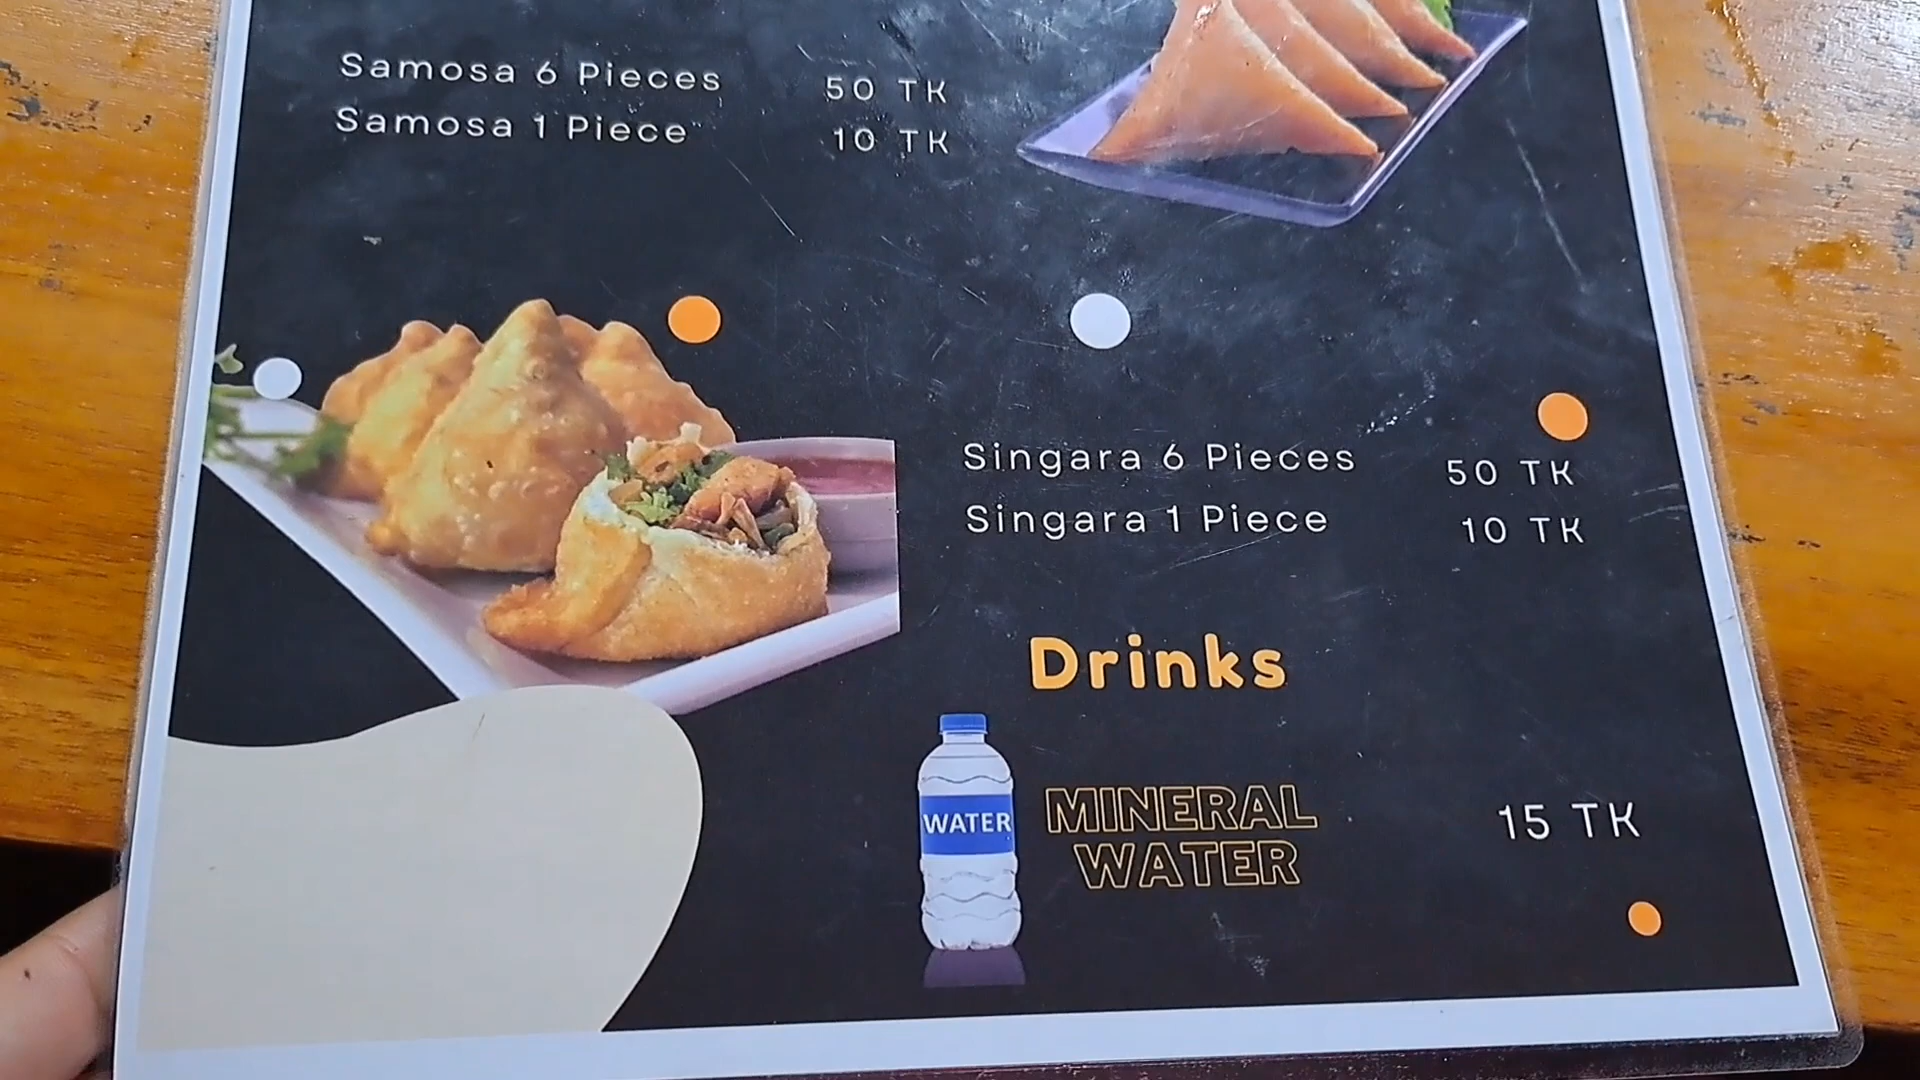 Samosa 6 Pieces 50 TK
Samosa 1 Piece 10 TK
Singara 6 Pieces 50 TK
Singara 1 Piece 10 TK
Drinks
WATER
MINERAL
WATER
15 TK